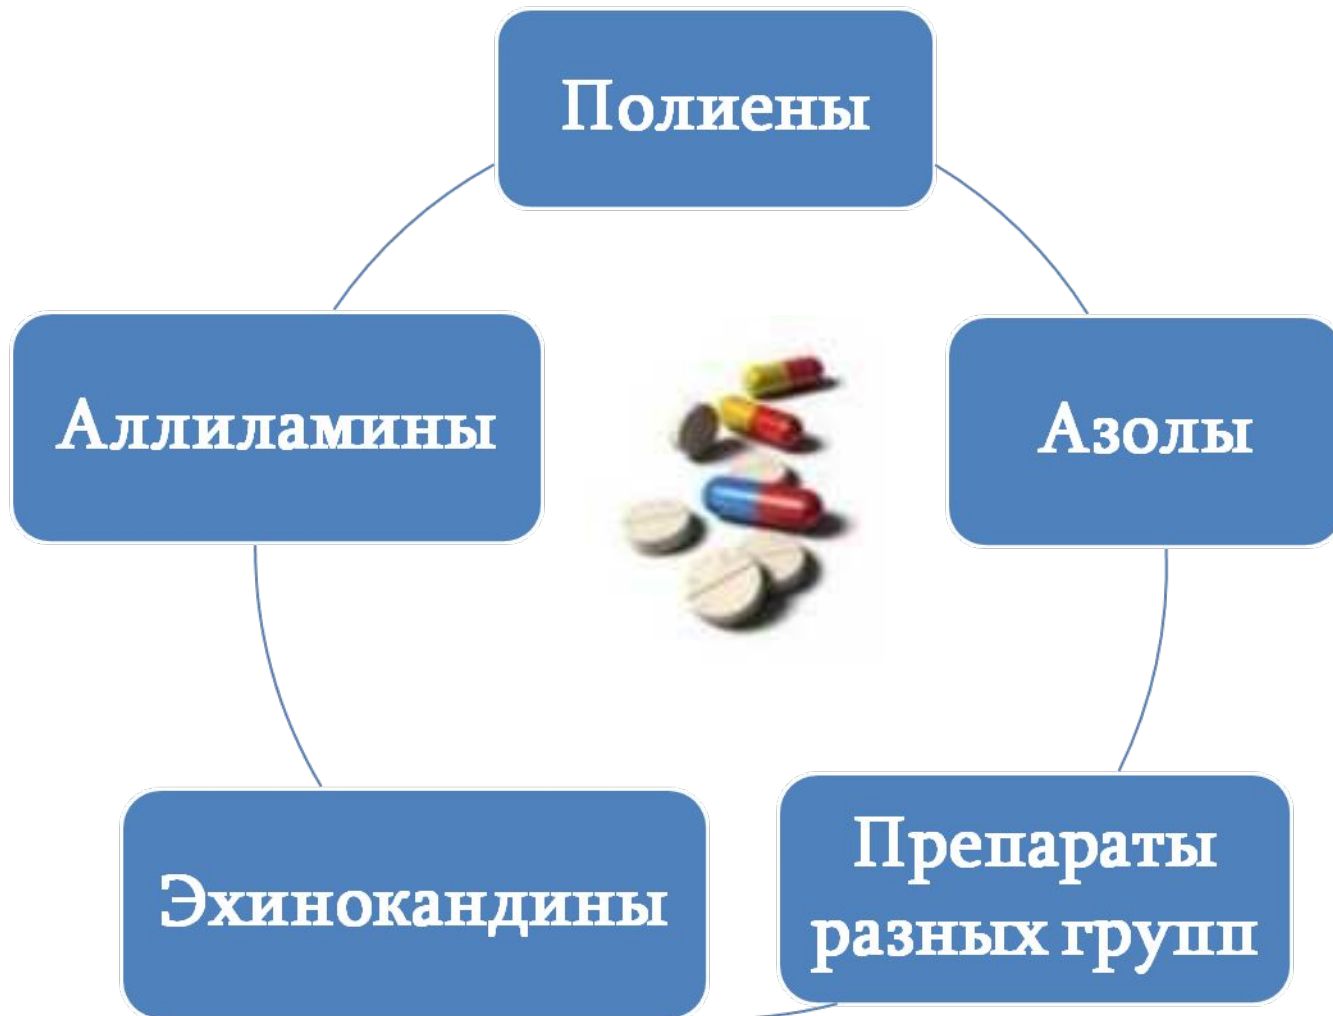 Полиены
Аллиламины
Азолы
Эхинокандины
Препараты
разных групп